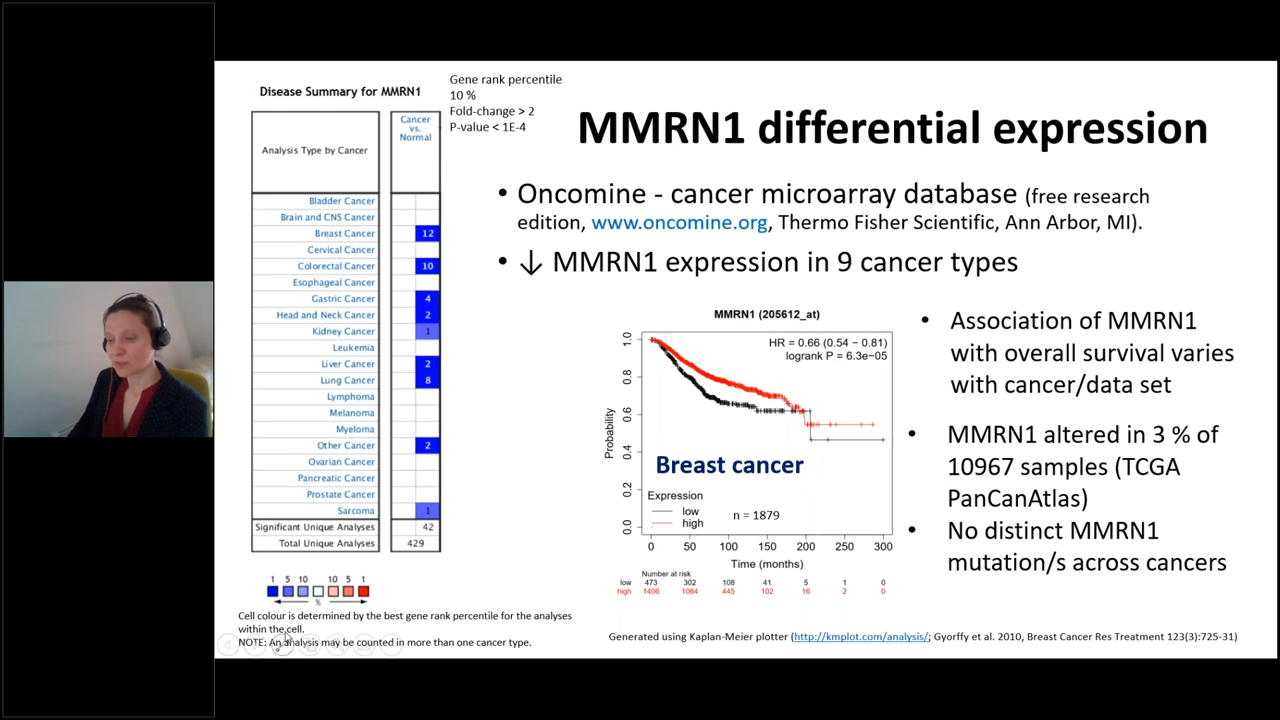 Disease Summary for MMRN1
Gene rank percentile
10 %
Fold-change > 2
P-value < 1E-4
Analysis Type by Cancer
Cancer
vs.
Normal
Bladder Cancer
Brain and CNS Cancer
Breast Cancer 12
Cervical Cancer
Colorectal Cancer 10
Esophageal Cancer
Gastric Cancer 4
Head and Neck Cancer 2
Kidney Cancer 1
Leukemia
Liver Cancer 2
Lung Cancer 8
Lymphoma
Melanoma
Myeloma
Other Cancer 2
Ovarian Cancer
Pancreatic Cancer
Prostate Cancer
Sarcoma 1
Significant Unique Analyses 42
Total Unique Analyses 429
1 5 10 10 5 1
%
Cell colour is determined by the best gene rank percentile for the analyses
within the cell.
NOTE: An analysis may be counted in more than one cancer type.
MMRN1 differential expression
• Oncomine - cancer microarray database (free research
edition, www.oncomine.org, Thermo Fisher Scientific, Ann Arbor, MI).
• ↓ MMRN1 expression in 9 cancer types
MMRN1 (205612_at)
HR = 0.66 (0.54 − 0.81)
logrank P = 6.3e−05
Probability
1.0
0.8
0.6
0.4
0.2
0.0
Breast cancer
Expression
low
high
n = 1879
0 50 100 150 200 250 300
Time (months)
Number at risk
low 473 302 108 41 5 1 0
high 1406 1064 445 102 16 2 0
• Association of MMRN1
with overall survival varies
with cancer/data set
• MMRN1 altered in 3 % of
10967 samples (TCGA
PanCanAtlas)
• No distinct MMRN1
mutation/s across cancers
Generated using Kaplan-Meier plotter (http://kmplot.com/analysis/; Gyorffy et al. 2010, Breast Cancer Res Treatment 123(3):725-31)